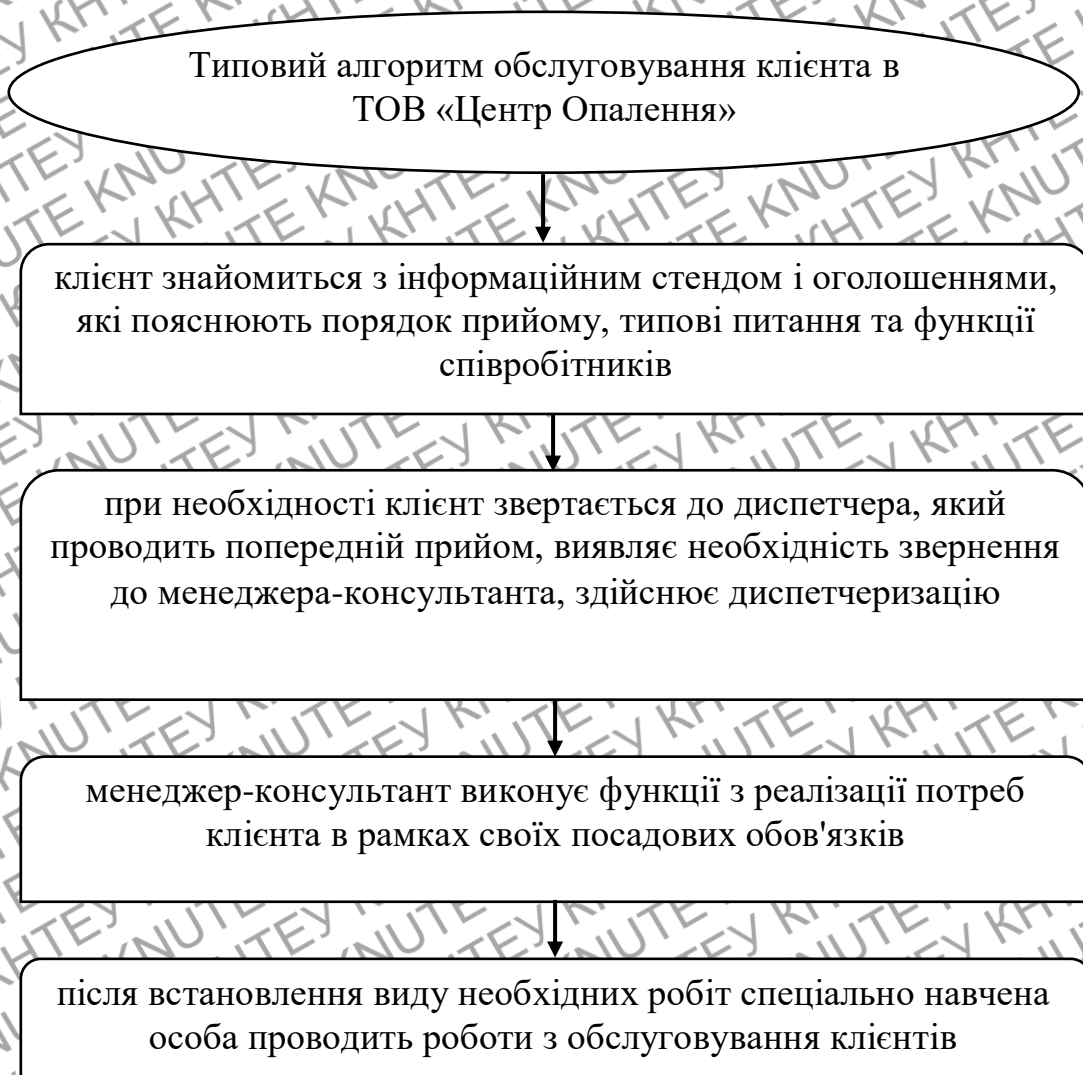 Типовий алгоритм обслуговування клієнта в
ТОВ «Центр Опалення»
клієнт знайомиться з інформаційним стендом і оголошеннями,
які пояснюють порядок прийому, типові питання та функції
співробітників
при необхідності клієнт звертається до диспетчера, який
проводить попередній прийом, виявляє необхідність звернення
до менеджера-консультанта, здійснює диспетчеризацію
менеджер-консультант виконує функції з реалізації потреб
клієнта в рамках своїх посадових обов'язків
після встановлення виду необхідних робіт спеціально навчена
особа проводить роботи з обслуговування клієнтів